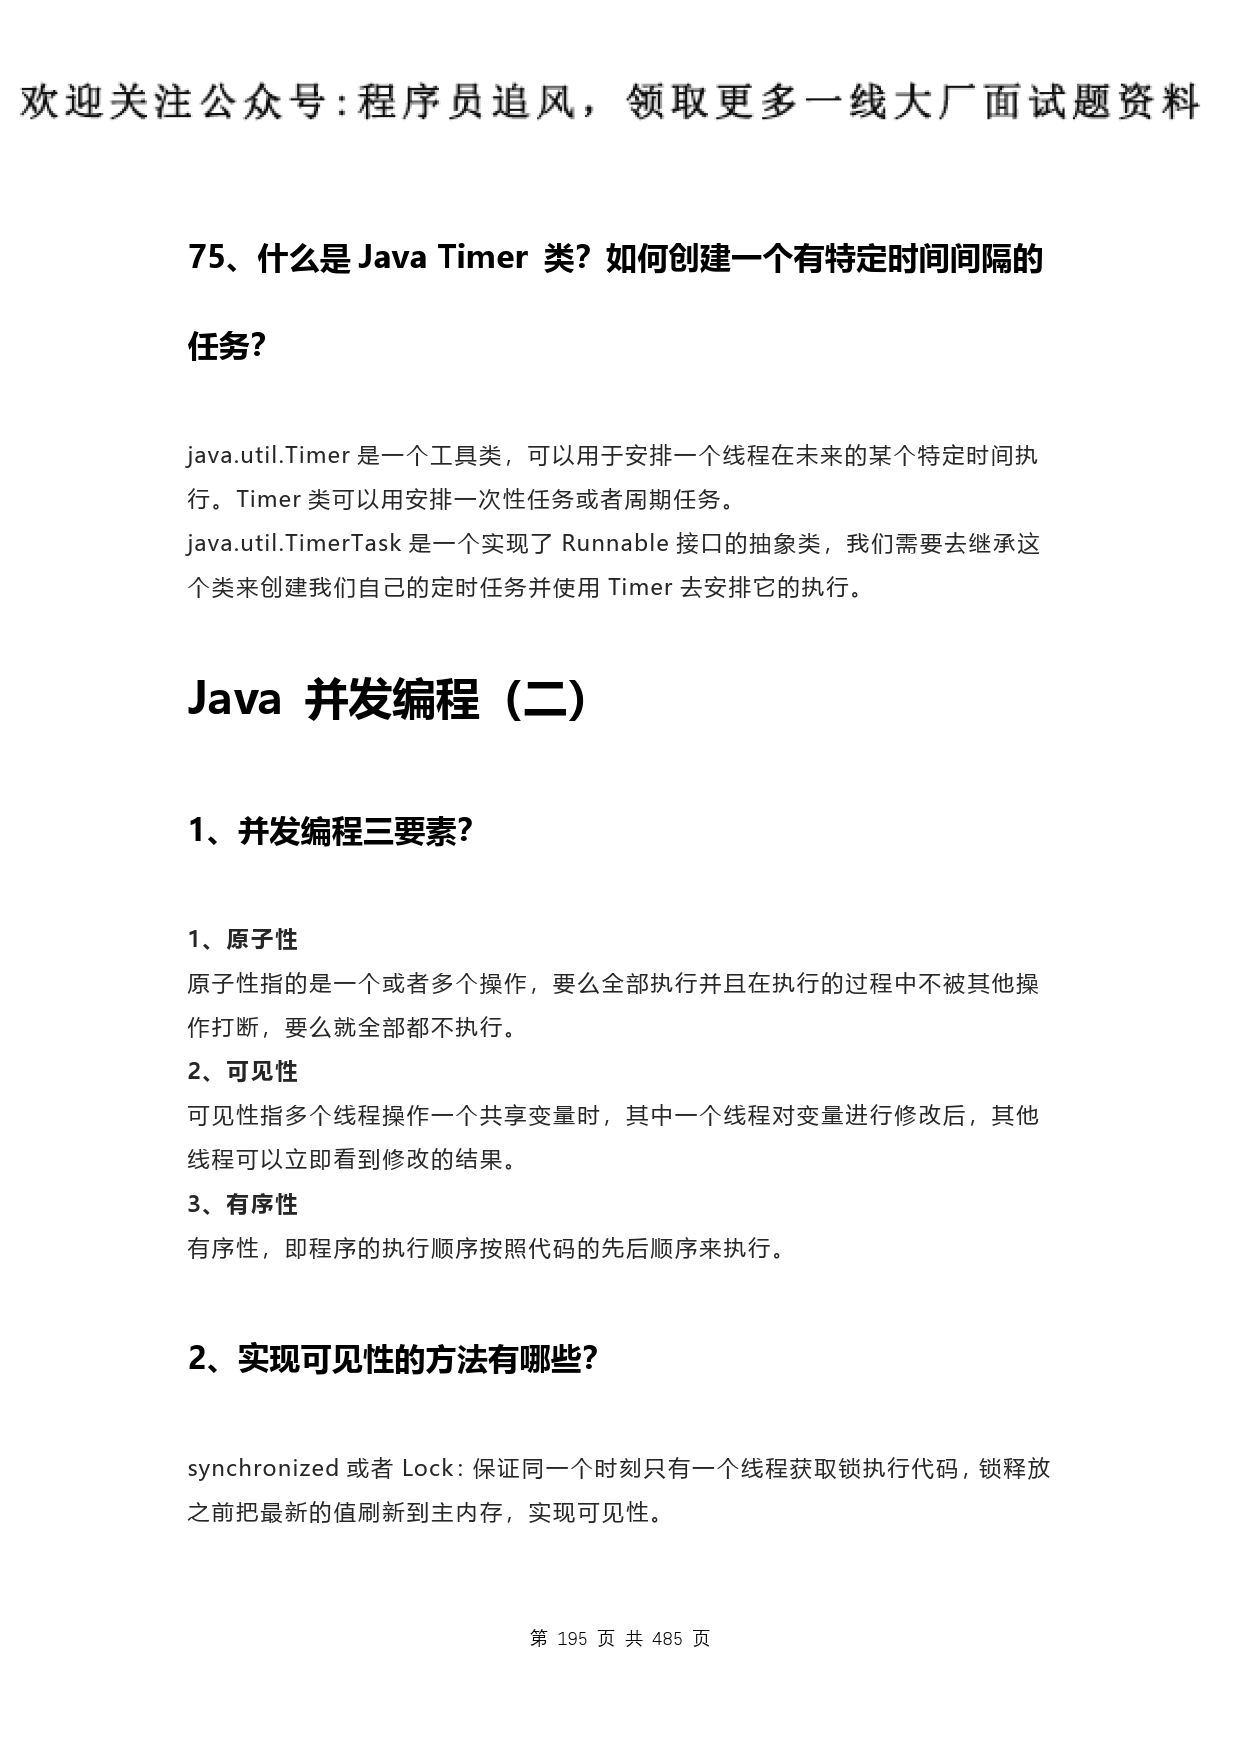 欢迎关注公众号:程序员追风，领取更多一线大厂面试题资料
75、什么是 Java Timer 类？如何创建一个有特定时间间隔的
任务？
java.util.Timer 是一个工具类，可以用于安排一个线程在未来的某个特定时间执
行。Timer 类可以用安排一次性任务或者周期任务。
java.util.TimerTask 是一个实现了 Runnable 接口的抽象类，我们需要去继承这
个类来创建我们自己的定时任务并使用 Timer 去安排它的执行。
Java 并发编程（二）
1、并发编程三要素？
1、原子性
原子性指的是一个或者多个操作，要么全部执行并且在执行的过程中不被其他操
作打断，要么就全部都不执行。
2、可见性
可见性指多个线程操作一个共享变量时，其中一个线程对变量进行修改后，其他
线程可以立即看到修改的结果。
3、有序性
有序性，即程序的执行顺序按照代码的先后顺序来执行。
2、实现可见性的方法有哪些？
synchronized 或者 Lock：保证同一个时刻只有一个线程获取锁执行代码，锁释放
之前把最新的值刷新到主内存，实现可见性。
第 195 页 共 485 页